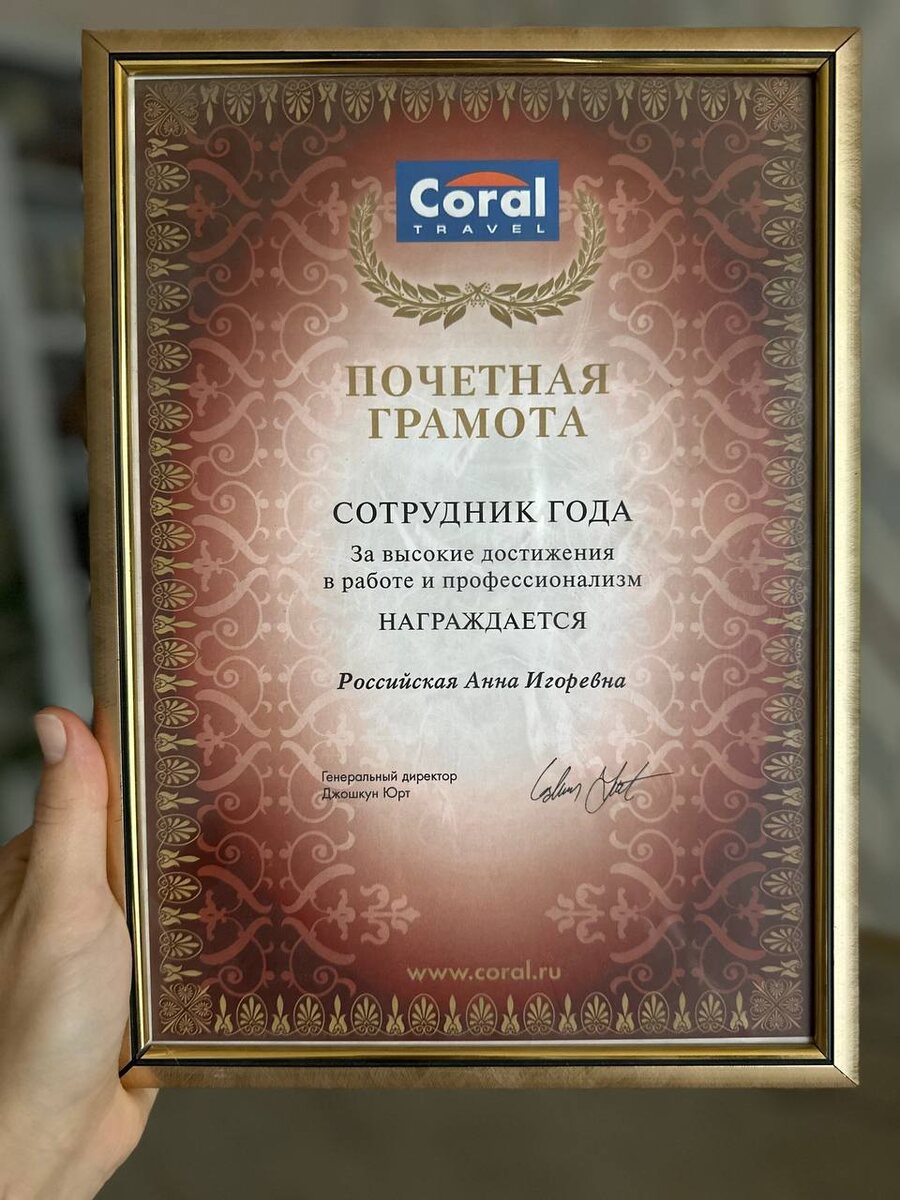 Coral
TRAVEL
ПОЧЕТНАЯ
ГРАМОТА
СОТРУДНИК ГОДА
За высокие достижения
в работе и профессионализм
НАГРАЖДАЕТСЯ
Российская Анна Игоревна
Генеральный директор
Джошкун Юрт
www.coral.ru